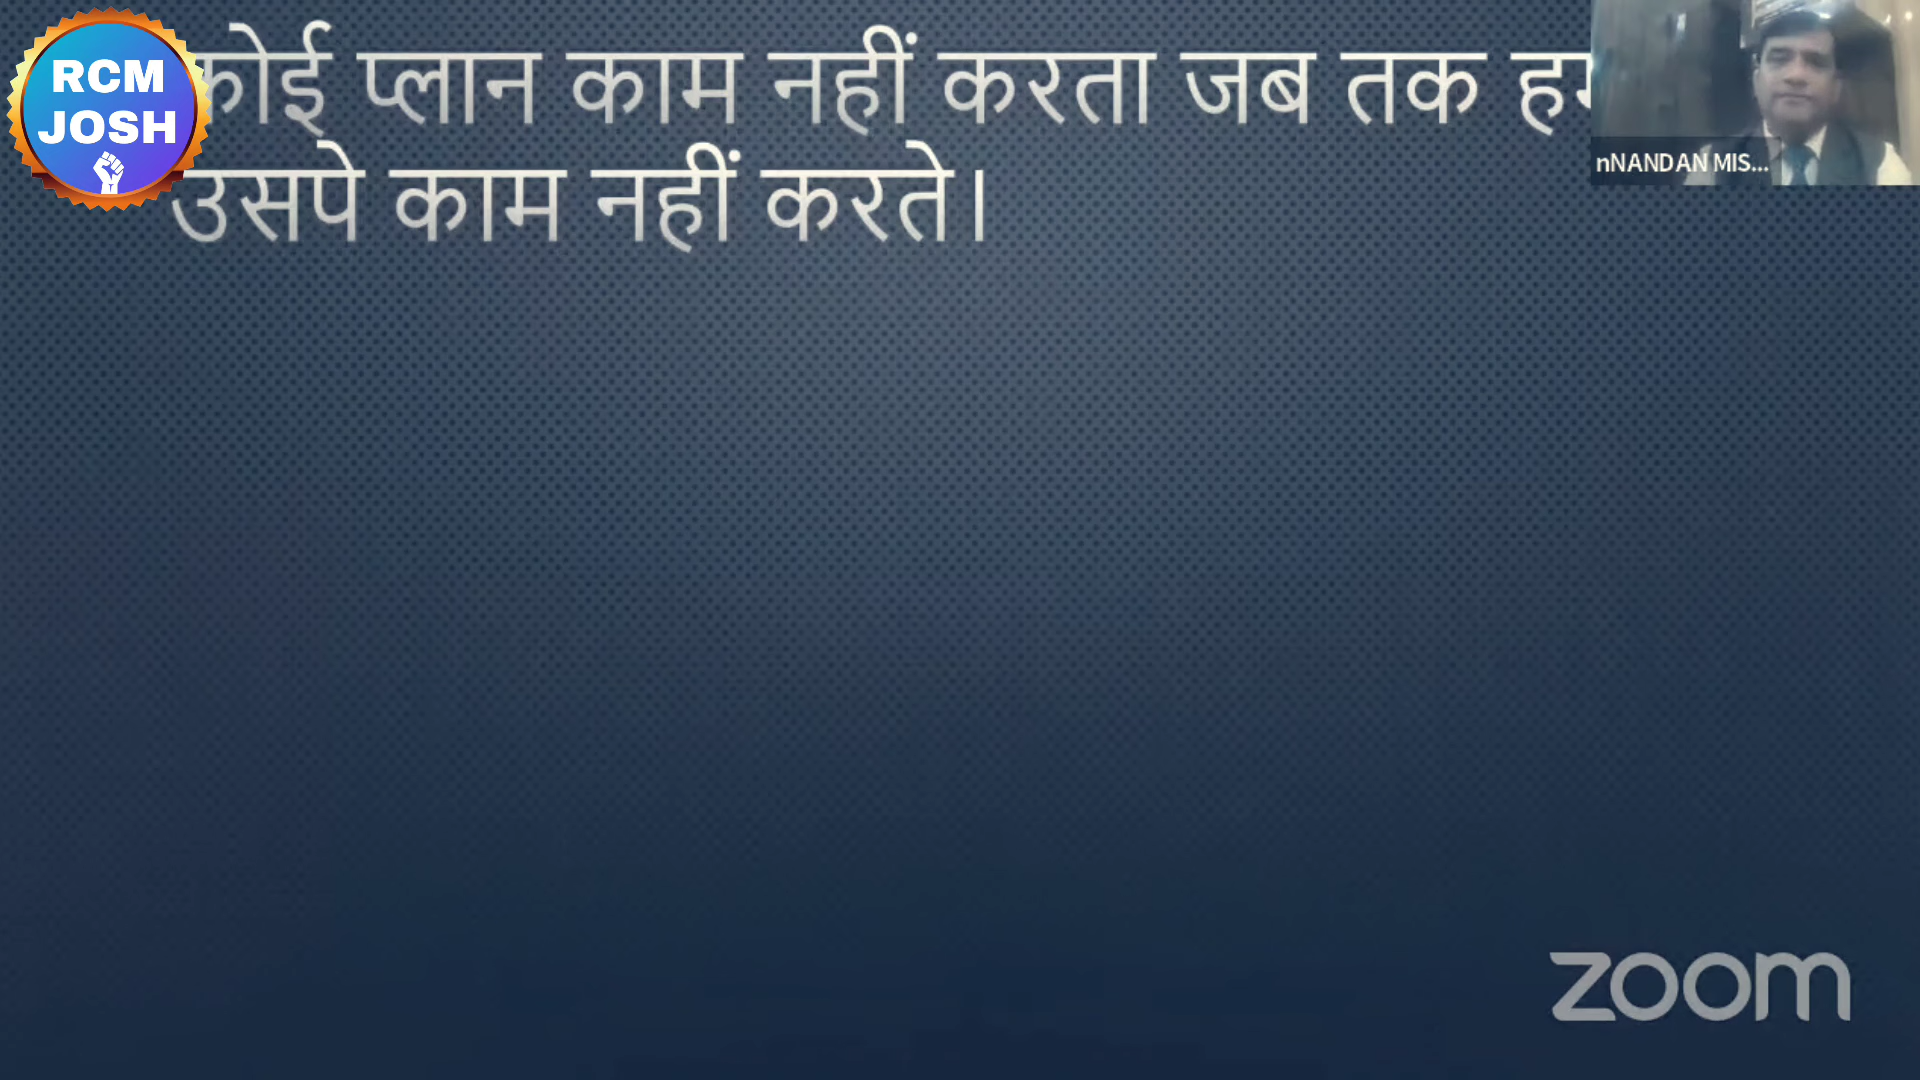 RCM
JOSH
कोई प्लान काम नहीं करता जब तक
उसपे काम नहीं करते।
nNANDAN MIS...
zoom